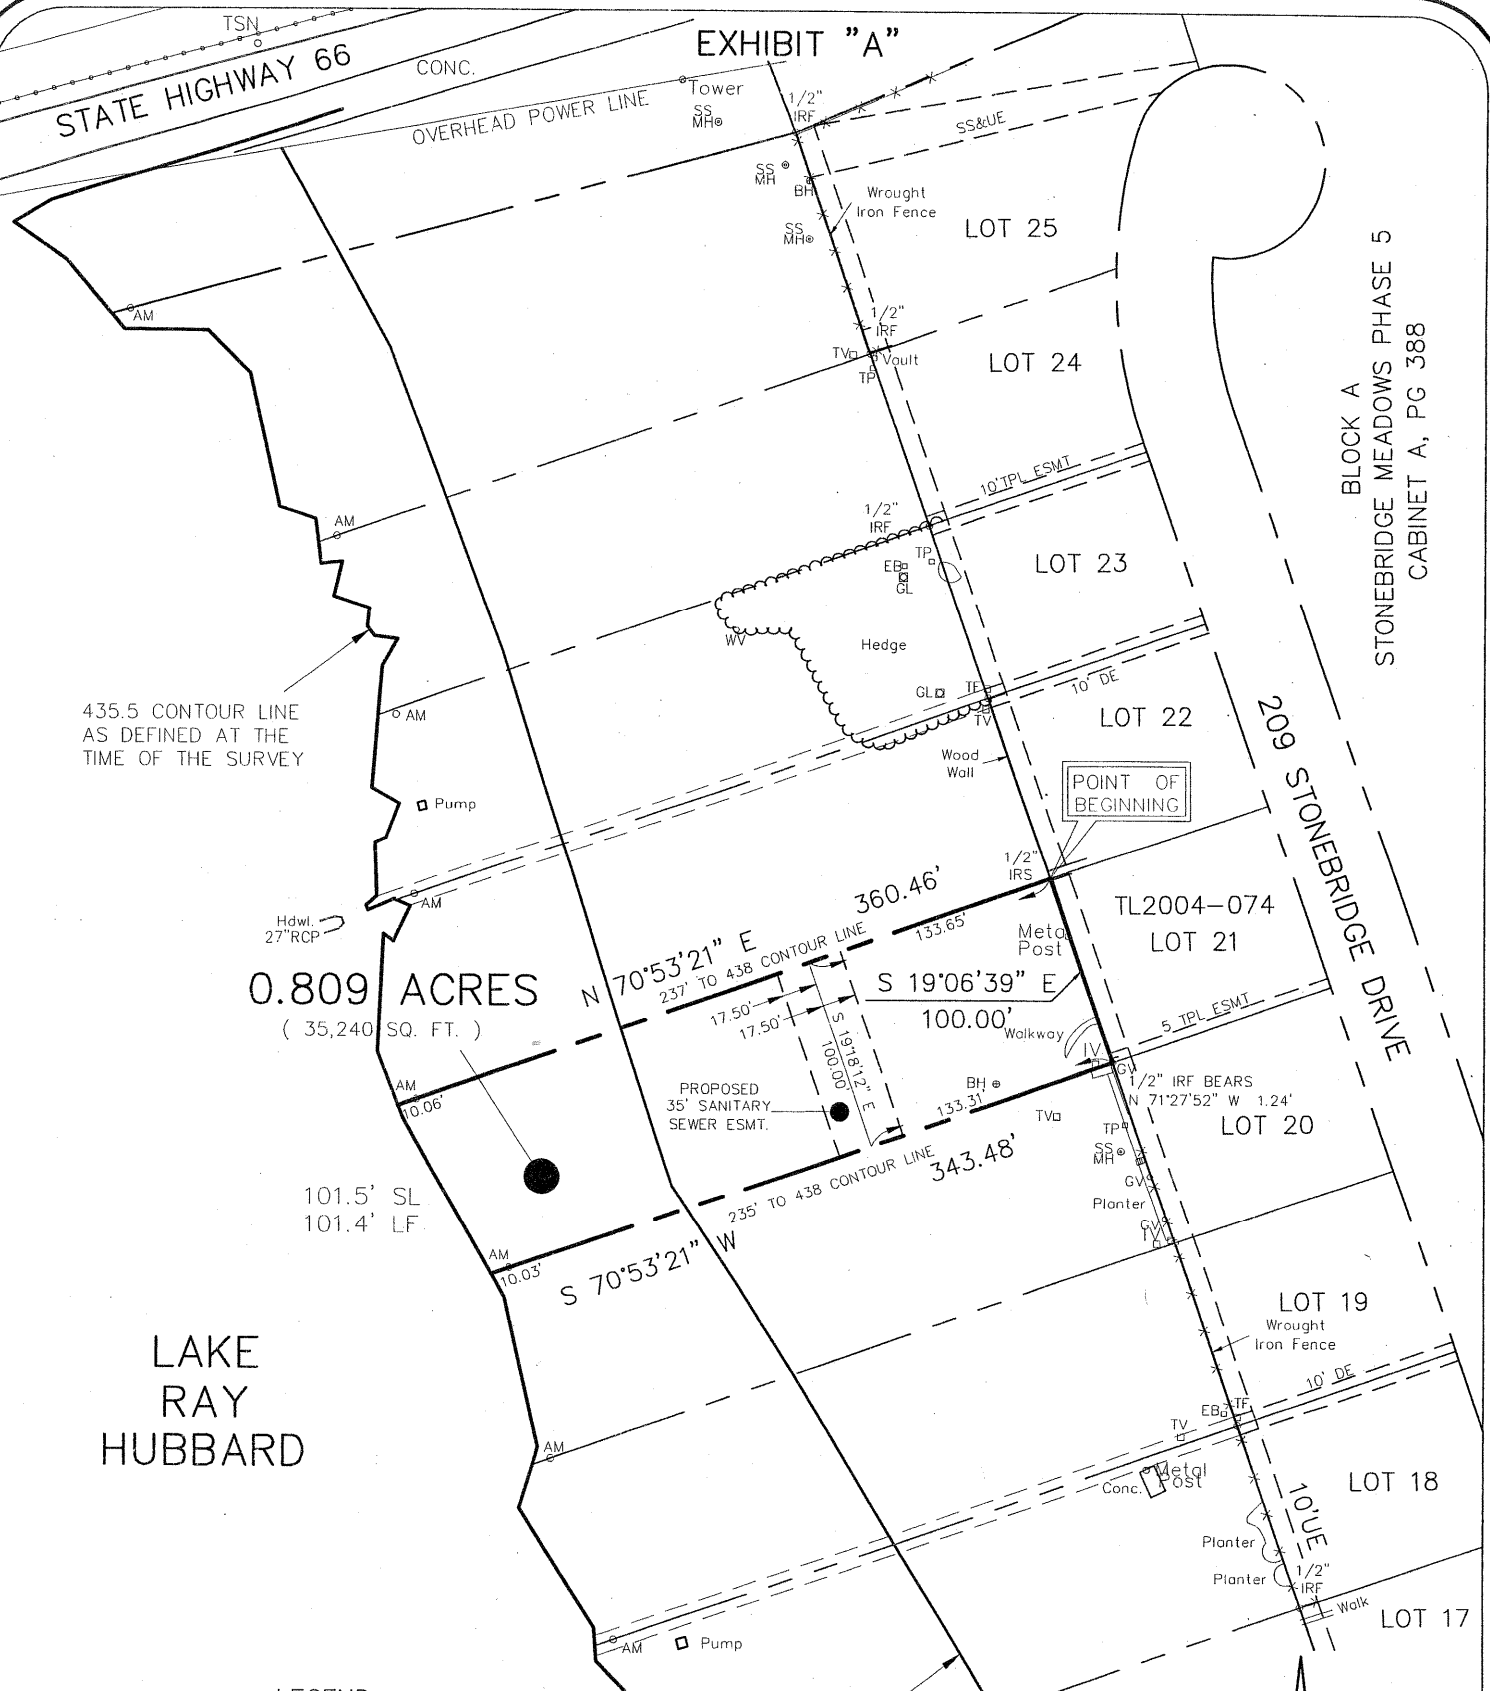 EXHIBIT "A"
TSN
STATE HIGHWAY 66
CONC.
OVERHEAD POWER LINE
Tower
SS
MH
1/2"
IRF
SS&UE
SS
MH
BH
Wrought
Iron Fence
SS
MH
LOT 25
AM
1/2"
IRF
TV
Vault
TP
LOT 24
BLOCK A
STONEBRIDGE MEADOWS PHASE 5
CABINET A, PG 388
10' TPL ESMT
1/2"
IRF
AM
TP
EB
GL
LOT 23
WV
Hedge
GL
TV
10' DE
AM
435.5 CONTOUR LINE
AS DEFINED AT THE
TIME OF THE SURVEY
LOT 22
209 STONEBRIDGE DRIVE
Wood
Wall
POINT OF
BEGINNING
Pump
1/2"
IRS
360.46'
AM
Hdwl.
27"RCP
TL2004-074
LOT 21
133.65'
Metal
Post
N 70°53'21" E
237' TO 438 CONTOUR LINE
0.809 ACRES
( 35,240 SQ. FT. )
S 19°06'39" E
100.00'
17.50'
17.50'
S 19°18'12" E
100.00'
Walkway
5' TPL ESMT
IV
GV
AM
10.06'
PROPOSED
35' SANITARY
SEWER ESMT.
BH
133.31'
1/2" IRF BEARS
N 71°27'52" W 1.24'
TV
TP
LOT 20
SS
MH
343.48'
235' TO 438 CONTOUR LINE
GV
Planter
101.5' SL
101.4' LF
S 70°53'21" W
AM
10.03'
GV
IV
LOT 19
Wrought
Iron Fence
LAKE
RAY
HUBBARD
10' DE
EB
TF
TV
AM
Metal
Post
Conc.
LOT 18
10'UE
Planter
Planter
1/2"
IRF
Walk
LOT 17
AM
Pump